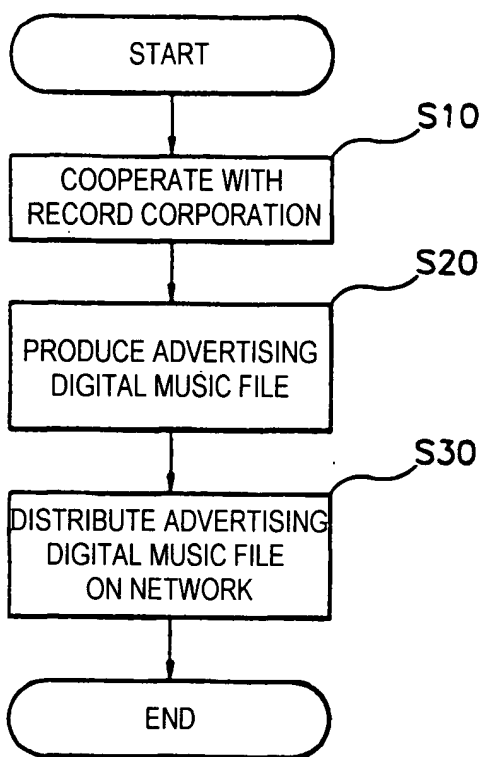 START
S10
COOPERATE WITH
RECORD CORPORATION
S20
PRODUCE ADVERTISING
DIGITAL MUSIC FILE
S30
DISTRIBUTE ADVERTISING
DIGITAL MUSIC FILE
ON NETWORK
END